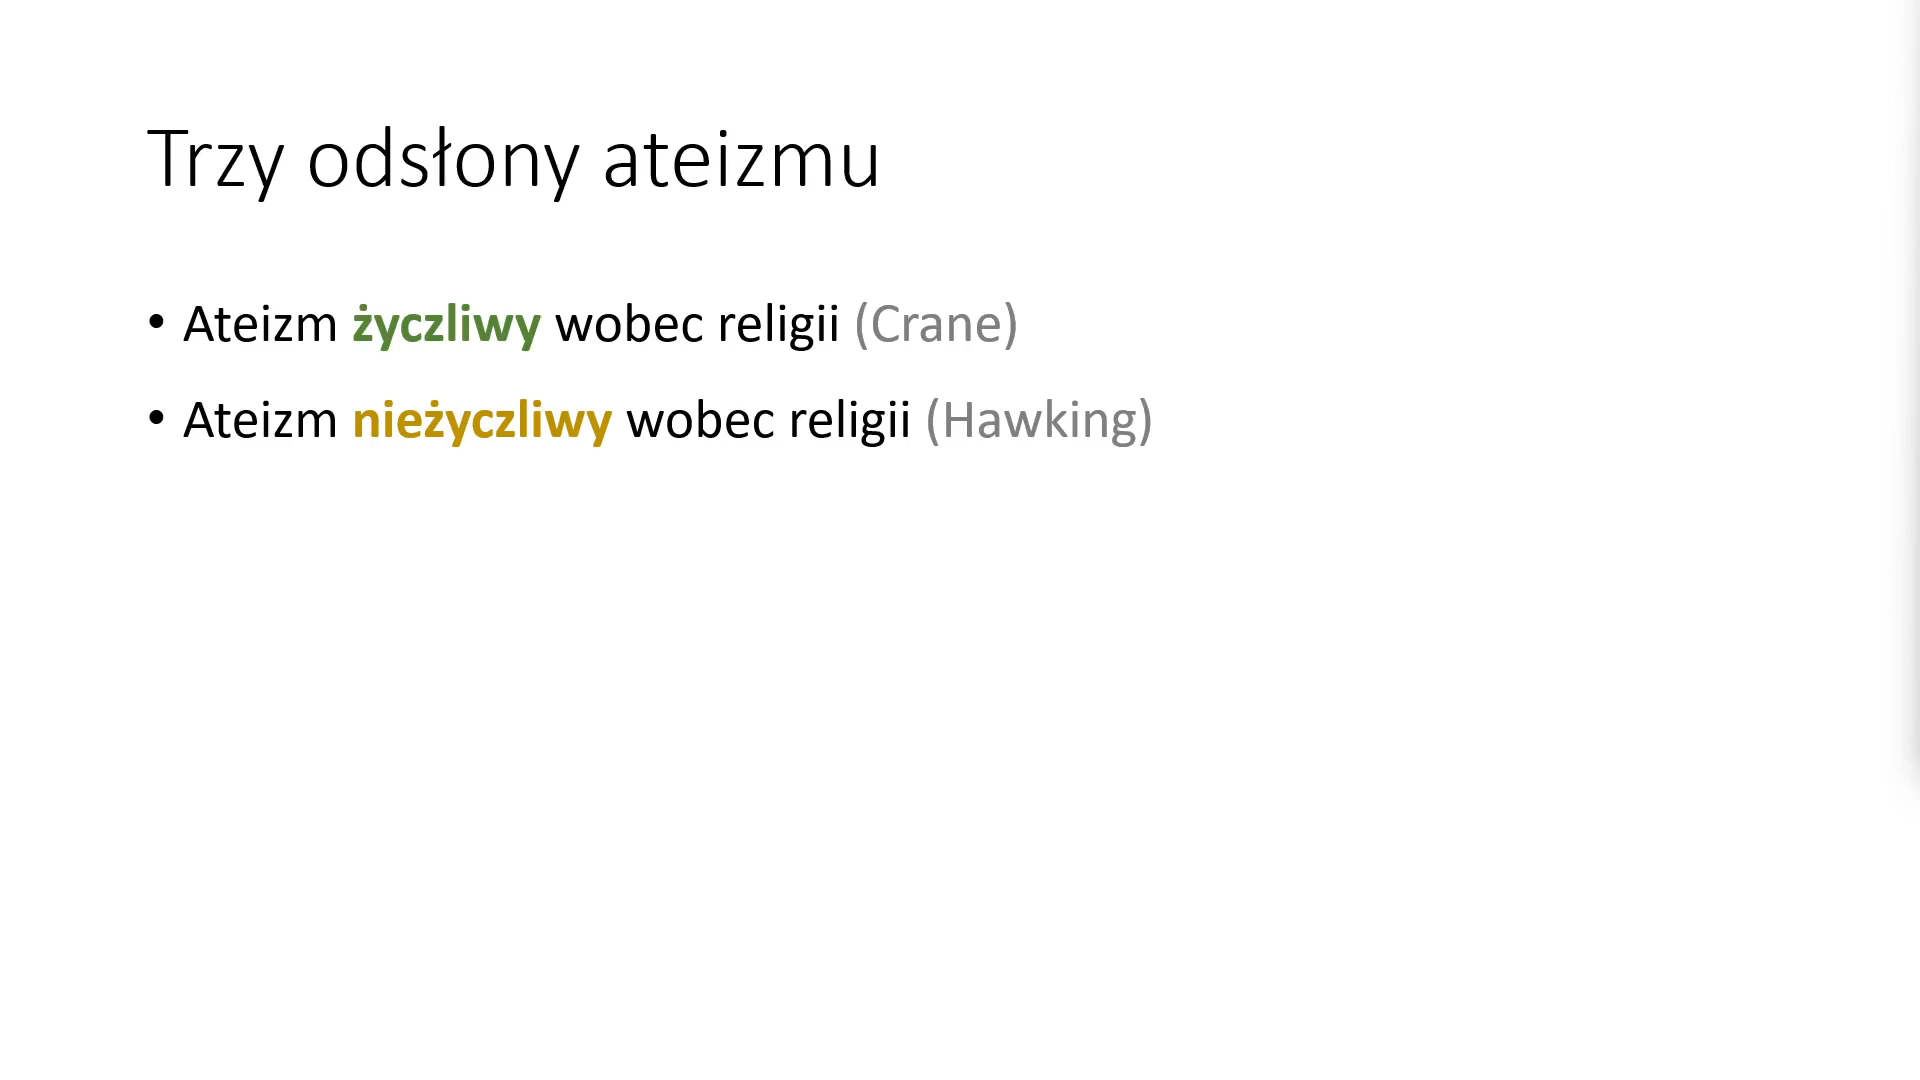 Trzy odsłony ateizmu
• Ateizm życzliwy wobec religii (Crane)
• Ateizm nieżyczliwy wobec religii (Hawking)